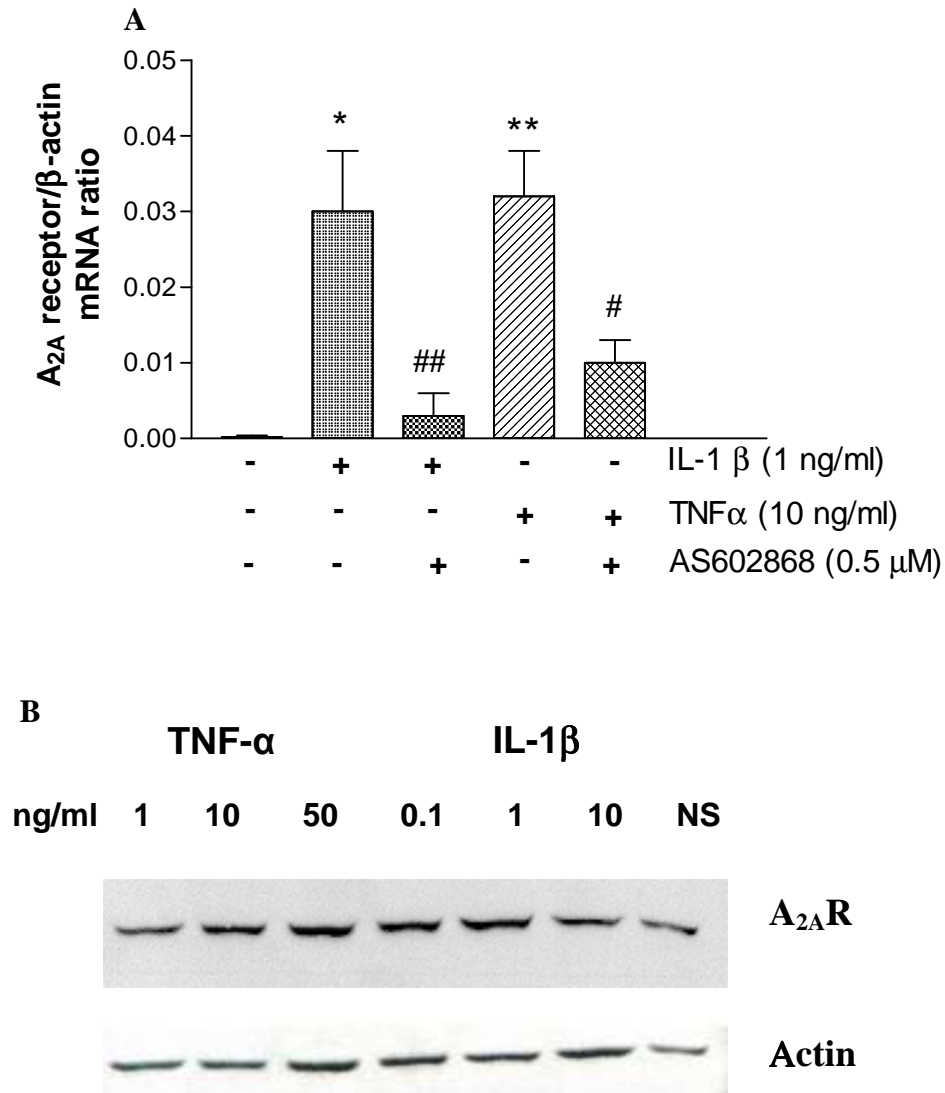 A
0.05
0.04
0.03
0.02
0.01
0.00
A2A receptor/β-actin
mRNA ratio
* ** ## #
- + + - - IL-1 β (1 ng/ml)
- - - + + TNFα (10 ng/ml)
- - + - + AS602868 (0.5 μM)
B
TNF-α IL-1β
ng/ml 1 10 50 0.1 1 10 NS
A2AR
Actin